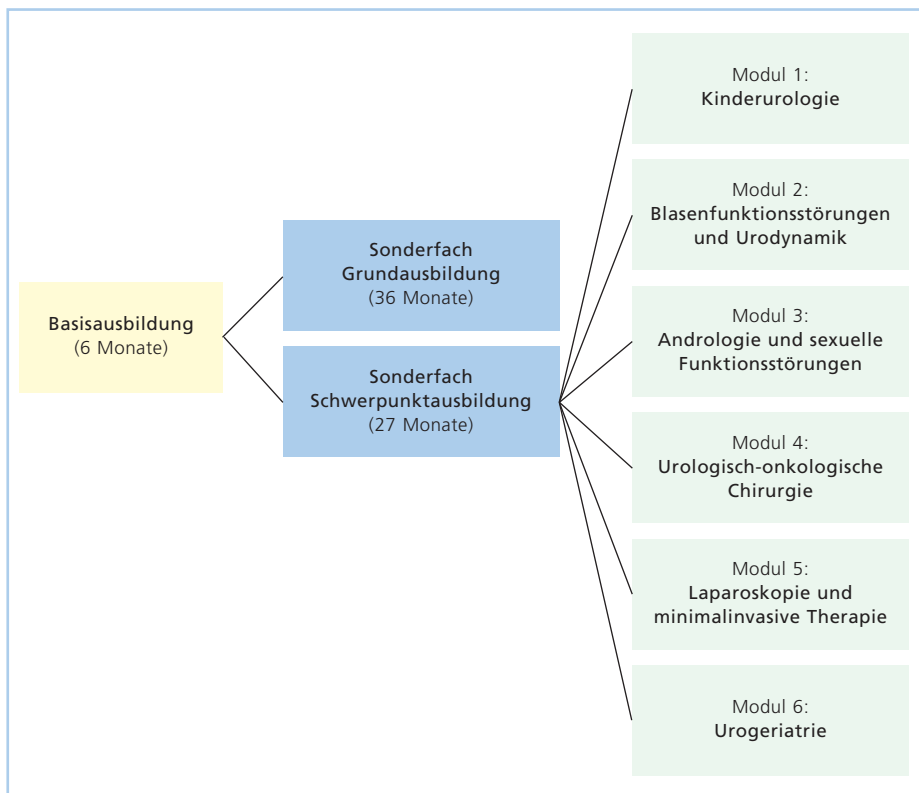 Basisausbildung
(6 Monate)
Sonderfach
Grundausbildung
(36 Monate)
Sonderfach
Schwerpunktausbildung
(27 Monate)
Modul 1:
Kinderurologie
Modul 2:
Blasenfunktionsstörungen
und Urodynamik
Modul 3:
Andrologie und sexuelle
Funktionsstörungen
Modul 4:
Urologisch-onkologische
Chirurgie
Modul 5:
Laparoskopie und
minimalinvasive Therapie
Modul 6:
Urogeriatrie